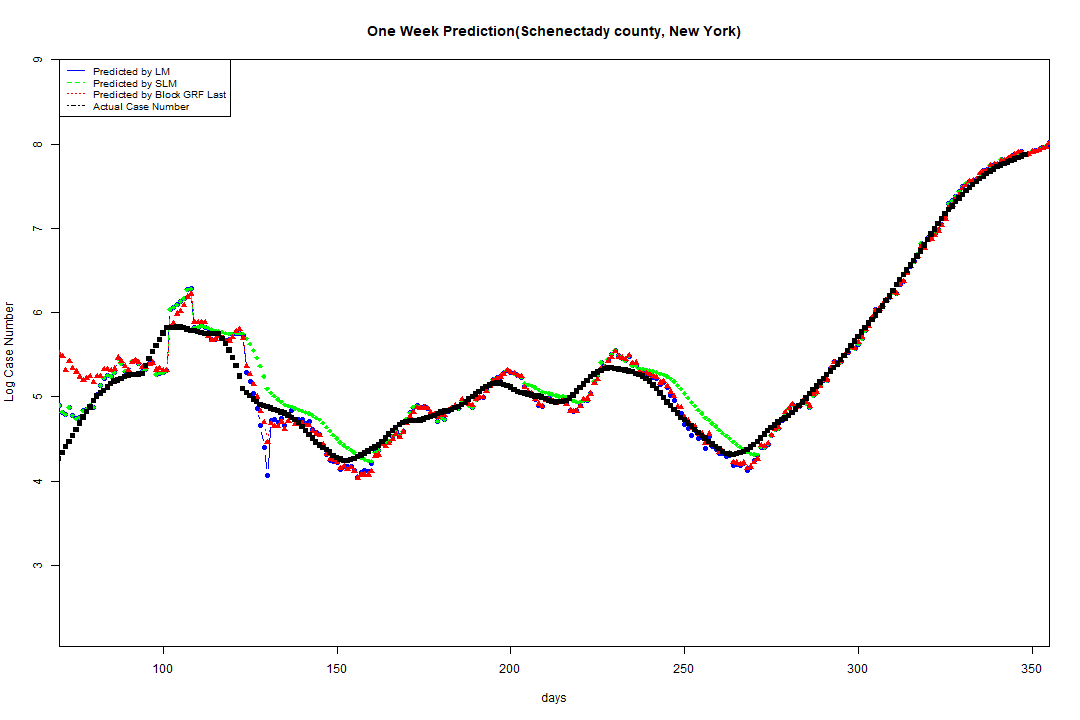 One Week Prediction(Schenectady county, New York)
Predicted by LM
Predicted by SLM
Predicted by Block GRF Last
Actual Case Number
9
8
7
6
5
4
3
Log Case Number
100 150 200 250 300 350
days